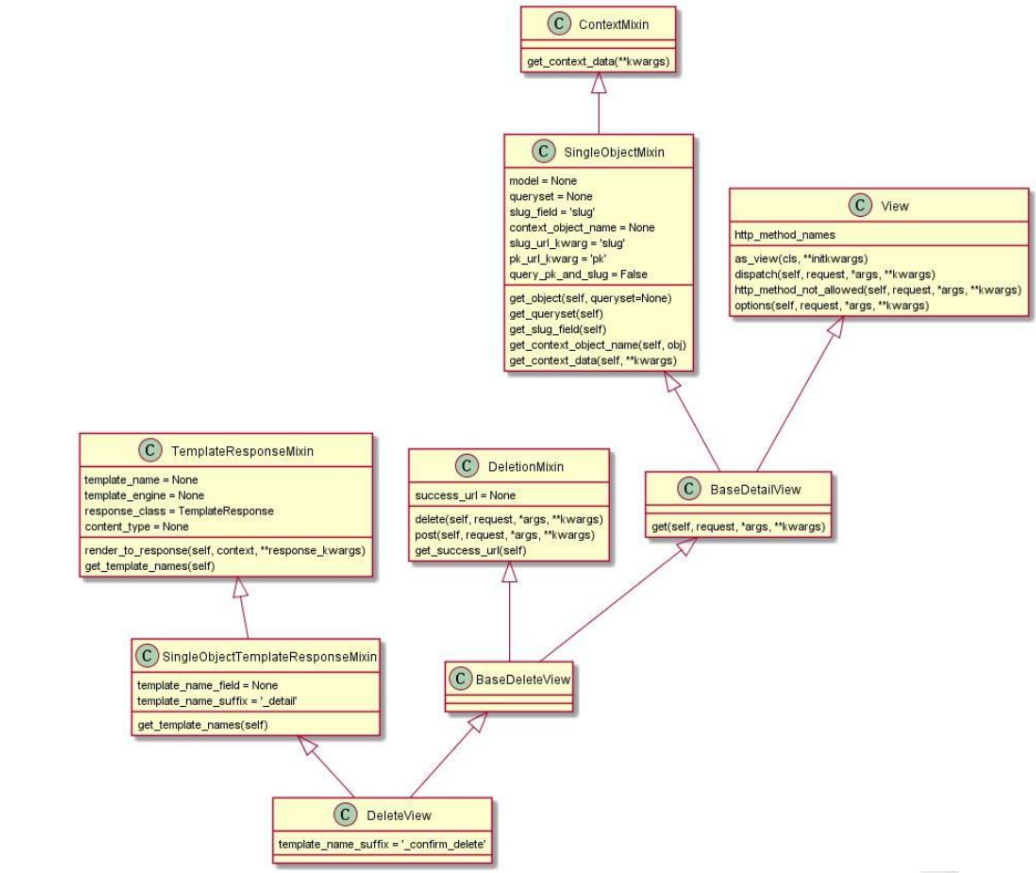 C ContextMixin
get_context_data(**kwargs)
C SingleObjectMixin
model = None
queryset = None
slug_field = 'slug'
context_object_name = None
slug_url_kwarg = 'slug'
pk_url_kwarg = 'pk'
query_pk_and_slug = False
get_object(self, queryset=None)
get_queryset(self)
get_slug_field(self)
get_context_object_name(self, obj)
get_context_data(self, **kwargs)
C View
http_method_names
as_view(cls, **initkwargs)
dispatch(self, request, *args, **kwargs)
http_method_not_allowed(self, request, *args, **kwargs)
options(self, request, *args, **kwargs)
C TemplateResponseMixin
template_name = None
template_engine = None
response_class = TemplateResponse
content_type = None
render_to_response(self, context, **response_kwargs)
get_template_names(self)
C DeletionMixin
success_url = None
delete(self, request, *args, **kwargs)
post(self, request, *args, **kwargs)
get_success_url(self)
C BaseDetailView
get(self, request, *args, **kwargs)
C SingleObjectTemplateResponseMixin
template_name_field = None
template_name_suffix = '_detail'
get_template_names(self)
C BaseDeleteView
C DeleteView
template_name_suffix = '_confirm_delete'